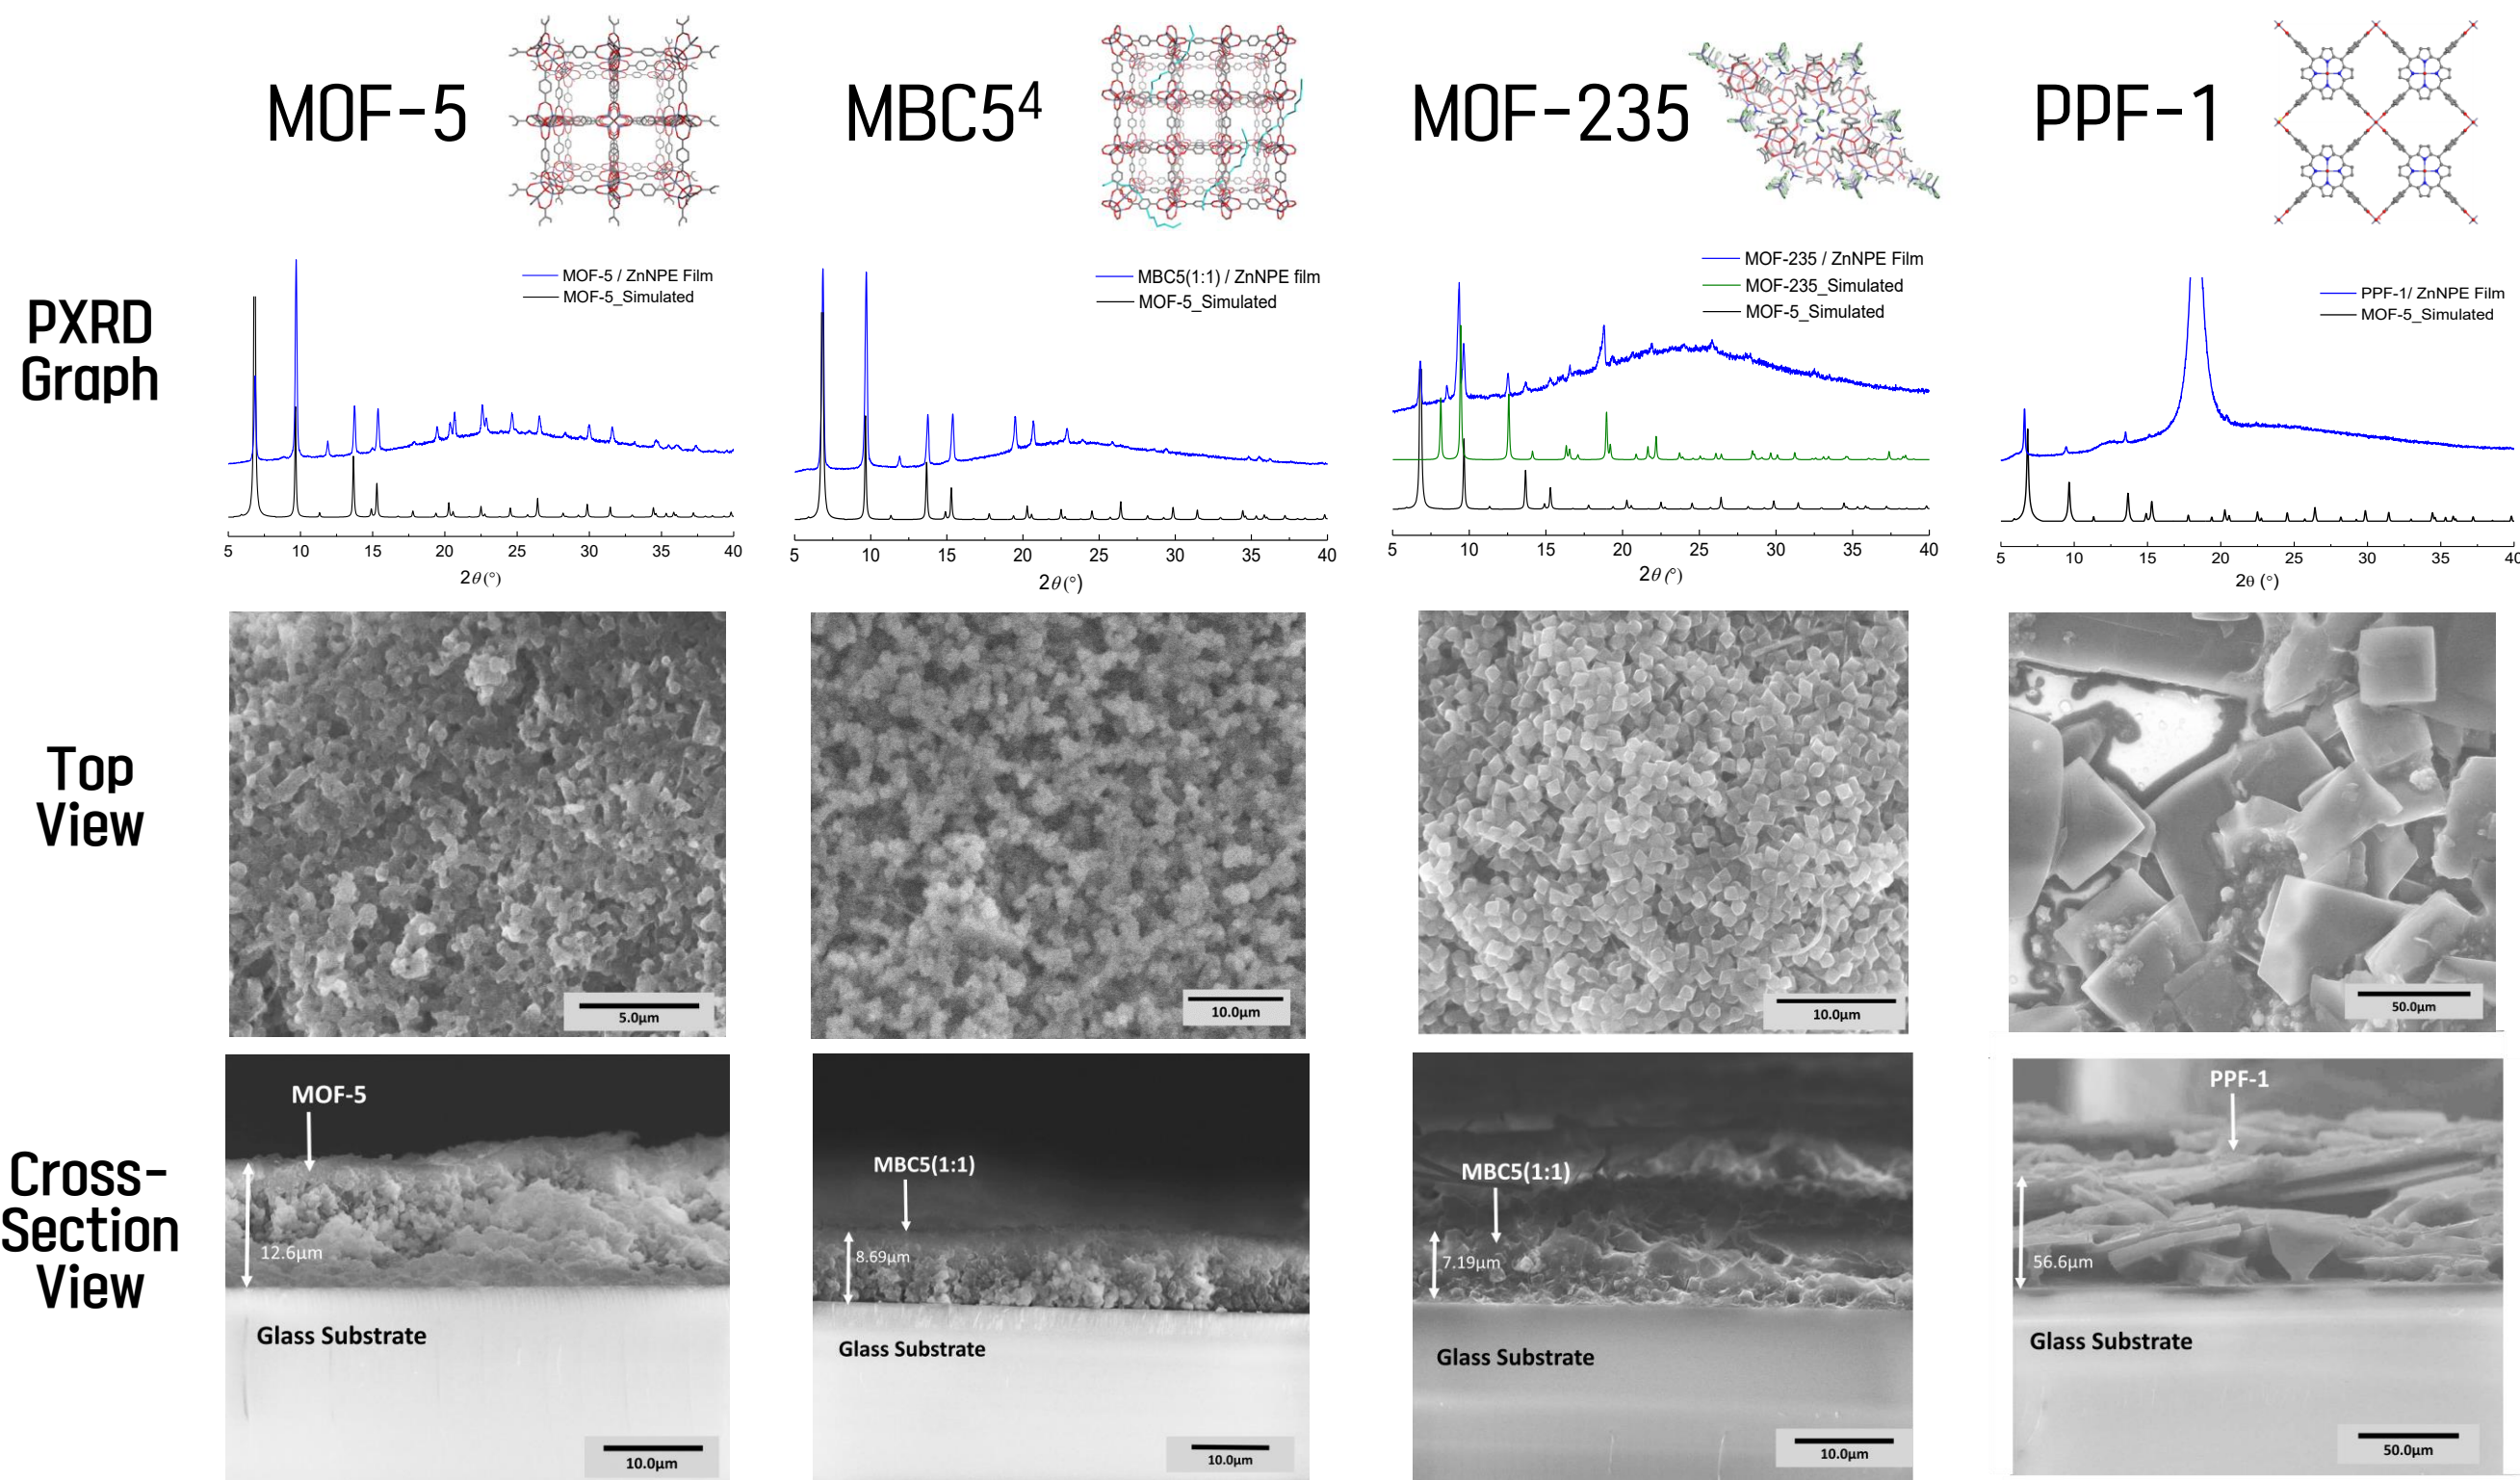 MOF-5
MBC5⁴
MOF-235
PPF-1
PXRD
Graph
MOF-5 / ZnNPE Film
MOF-5_Simulated
5 10 15 20 25 30 35 40
2θ (°)
MBC5(1:1) / ZnNPE film
MOF-5_Simulated
5 10 15 20 25 30 35 40
2θ (°)
MOF-235 / ZnNPE Film
MOF-235_Simulated
MOF-5_Simulated
5 10 15 20 25 30 35 40
2θ (°)
PPF-1/ ZnNPE Film
MOF-5_Simulated
5 10 15 20 25 30 35 40
2θ (°)
Top
View
5.0μm
10.0μm
10.0μm
50.0μm
Cross-
Section
View
MOF-5
12.6μm
Glass Substrate
10.0μm
MBC5(1:1)
8.69μm
Glass Substrate
10.0μm
MBC5(1:1)
7.19μm
Glass Substrate
10.0μm
PPF-1
56.6μm
Glass Substrate
50.0μm